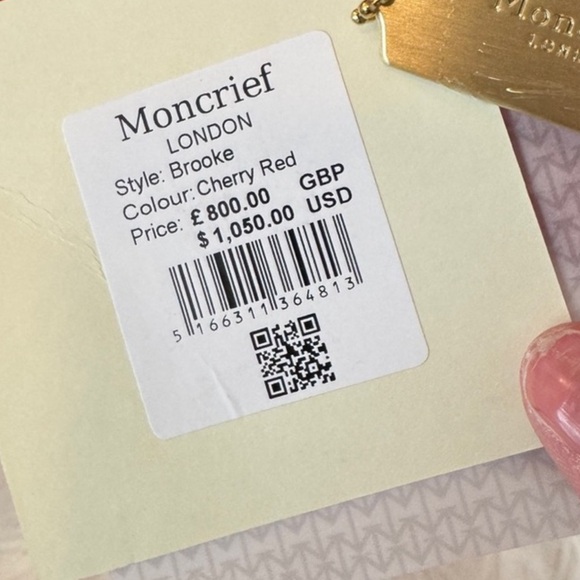 Moncrief
LONDON
Style: Brooke
Colour: Cherry Red
Price: £ 800.00 GBP
$ 1,050.00 USD
5 166311 364813